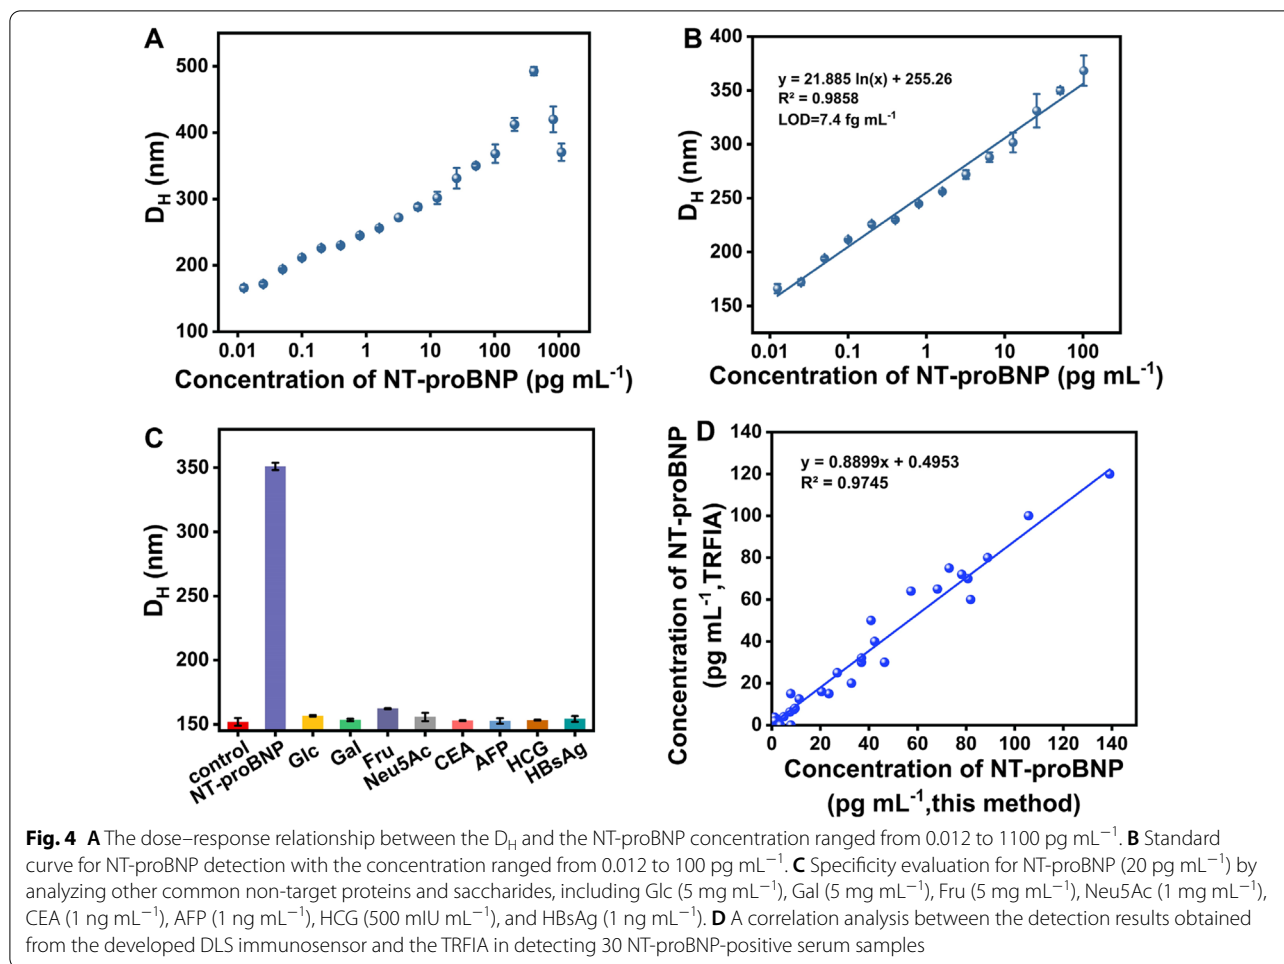 A
500
400
300
200
100
D_H (nm)
0.01 0.1 1 10 100 1000
Concentration of NT-proBNP (pg mL⁻¹)
B
y = 21.885 ln(x) + 255.26
R² = 0.9858
LOD=7.4 fg mL⁻¹
400
350
300
250
200
150
D_H (nm)
0.01 0.1 1 10 100
Concentration of NT-proBNP (pg mL⁻¹)
C
350
300
250
200
150
D_H (nm)
control NT-proBNP Glc Gal Fru Neu5Ac CEA AFP HCG HBsAg
D
y = 0.8899x + 0.4953
R² = 0.9745
140
120
100
80
60
40
20
0
Concentration of NT-proBNP
(pg mL⁻¹,TRFIA)
0 20 40 60 80 100 120 140
Concentration of NT-proBNP
(pg mL⁻¹,this method)
Fig. 4 A The dose–response relationship between the D_H and the NT-proBNP concentration ranged from 0.012 to 1100 pg mL⁻¹. B Standard
curve for NT-proBNP detection with the concentration ranged from 0.012 to 100 pg mL⁻¹. C Specificity evaluation for NT-proBNP (20 pg mL⁻¹) by
analyzing other common non-target proteins and saccharides, including Glc (5 mg mL⁻¹), Gal (5 mg mL⁻¹), Fru (5 mg mL⁻¹), Neu5Ac (1 mg mL⁻¹),
CEA (1 ng mL⁻¹), AFP (1 ng mL⁻¹), HCG (500 mIU mL⁻¹), and HBsAg (1 ng mL⁻¹). D A correlation analysis between the detection results obtained
from the developed DLS immunosensor and the TRFIA in detecting 30 NT-proBNP-positive serum samples